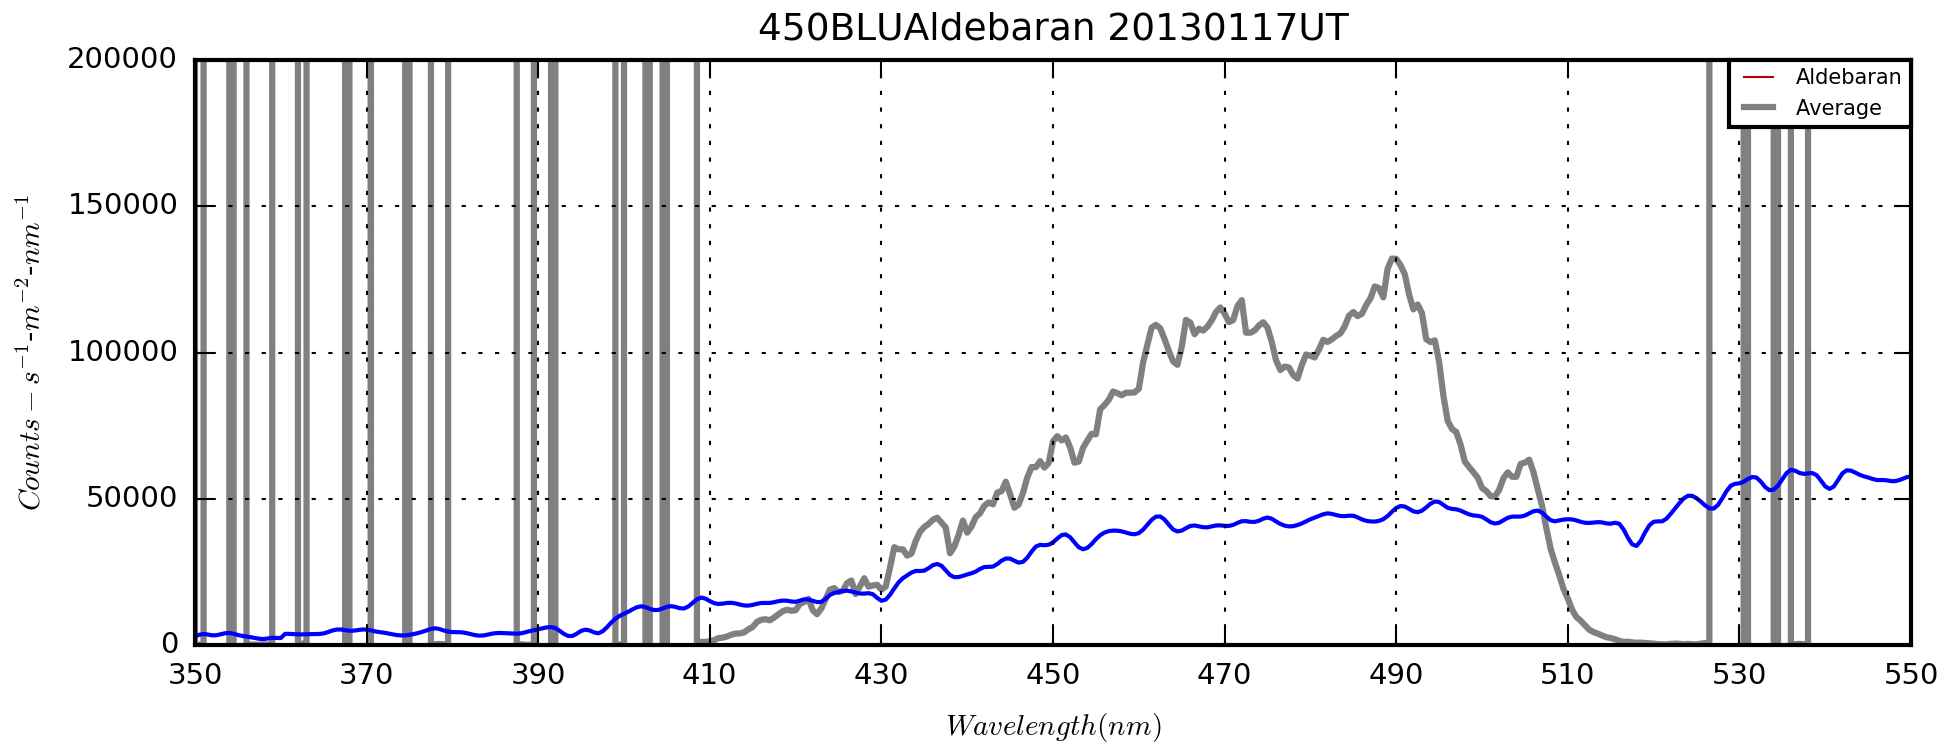 450BLUAldebaran 20130117UT
200000
150000
100000
50000
0
Counts − s⁻¹-m⁻²-nm⁻¹
Aldebaran
Average
350 370 390 410 430 450 470 490 510 530 550
Wavelength(nm)